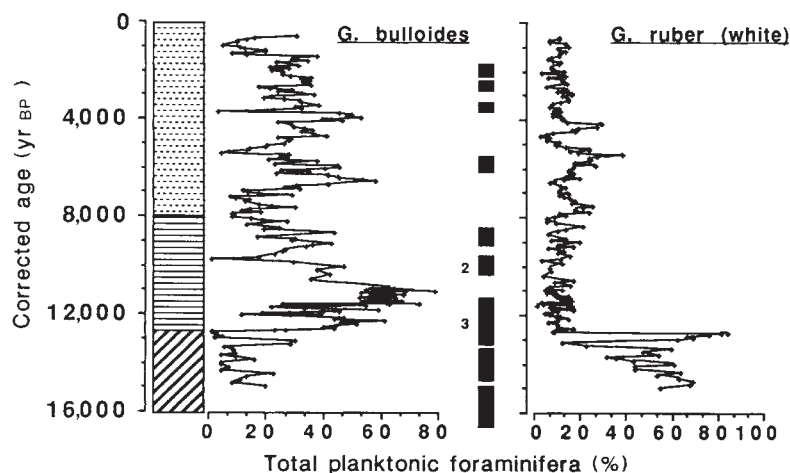 G. bulloides
G. ruber (white)
Corrected age (yr BP)
0
4,000
8,000
12,000
16,000
2
3
0 20 40 60 80
0 20 40 60 80 100
Total planktonic foraminifera (%)